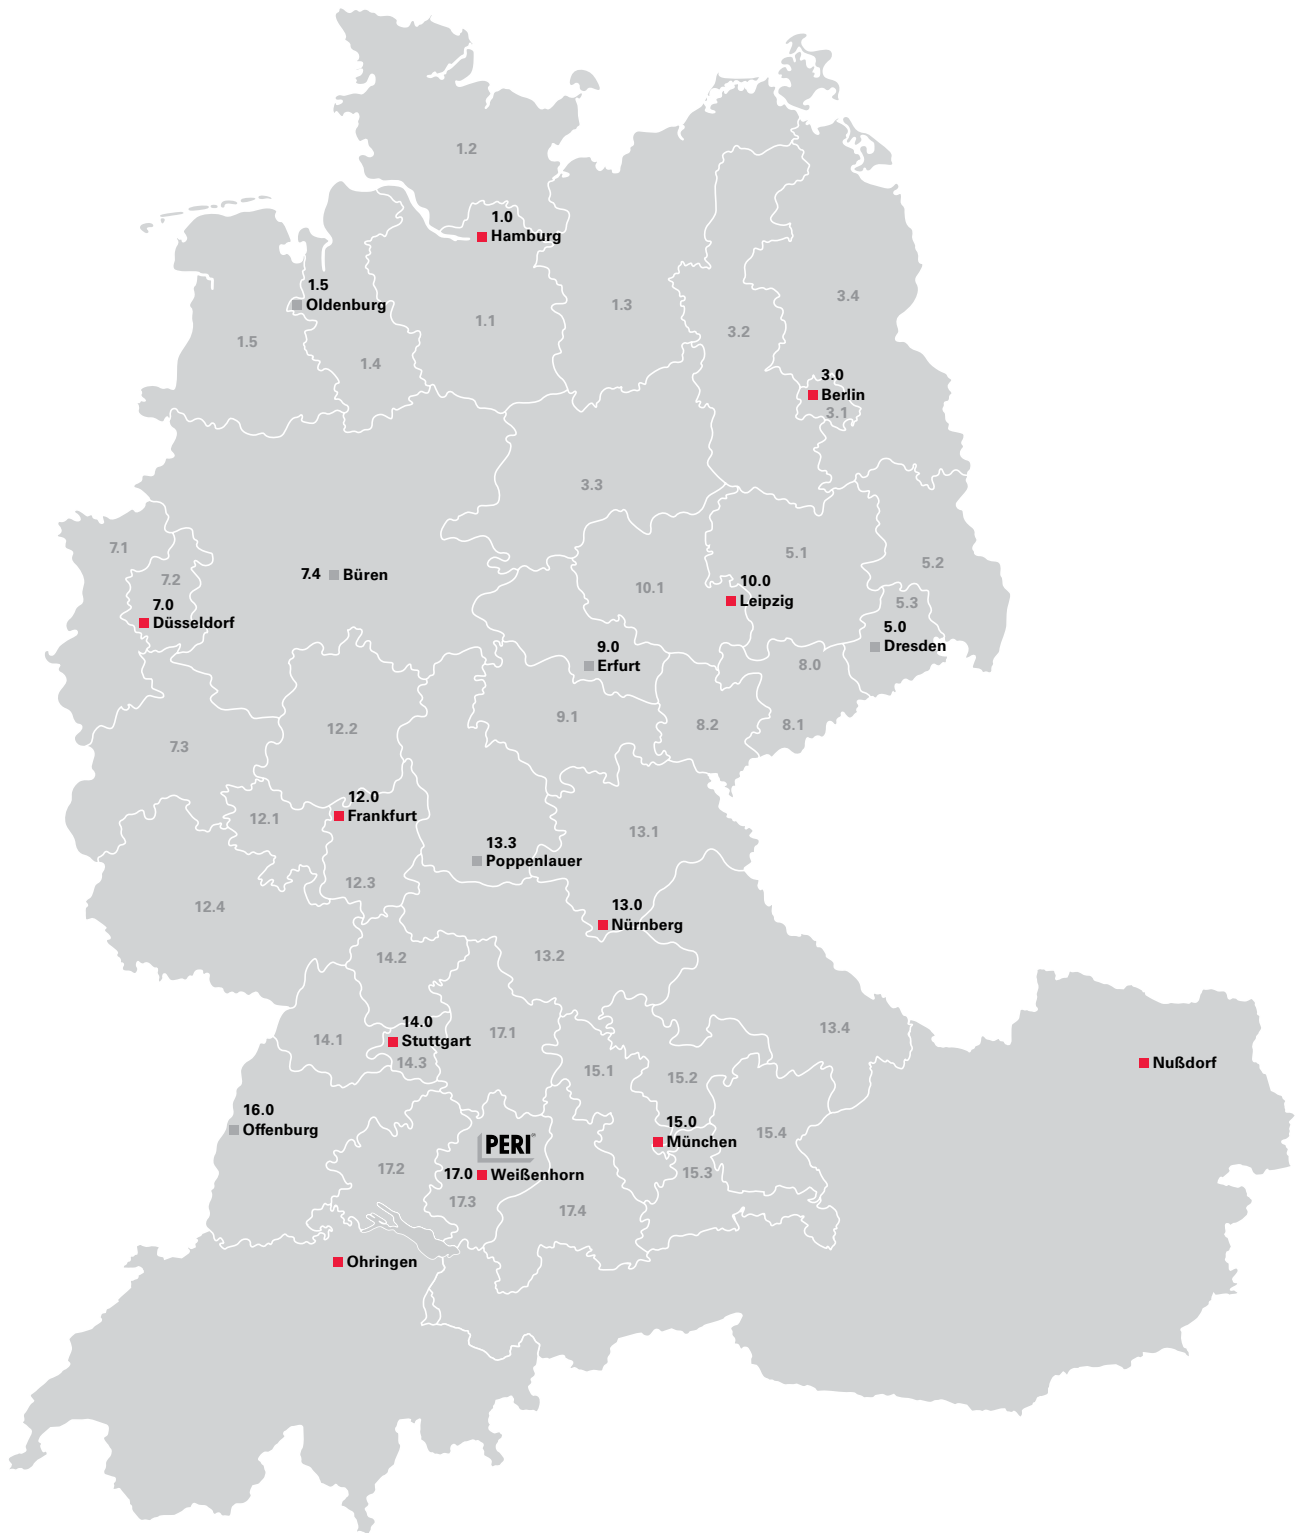 1.2
1.0
Hamburg
1.5
Oldenburg
3.4
1.3
1.1
3.2
1.5
1.4
3.0
Berlin
3.1
3.3
7.1
5.1
5.2
7.4 Büren
7.2
10.0
10.1
Leipzig
5.3
7.0
Düsseldorf
5.0
Dresden
9.0
Erfurt
8.0
9.1
8.2
8.1
12.2
7.3
12.0
Frankfurt
12.1
13.1
13.3
Poppenlauer
12.3
12.4
13.0
Nürnberg
14.2
13.2
14.0
13.4
17.1
14.1
Stuttgart
14.3
Nußdorf
15.1
15.2
16.0
Offenburg
15.0
München
15.4
PERI
17.2
17.0 Weißenhorn
15.3
17.3
17.4
Ohringen